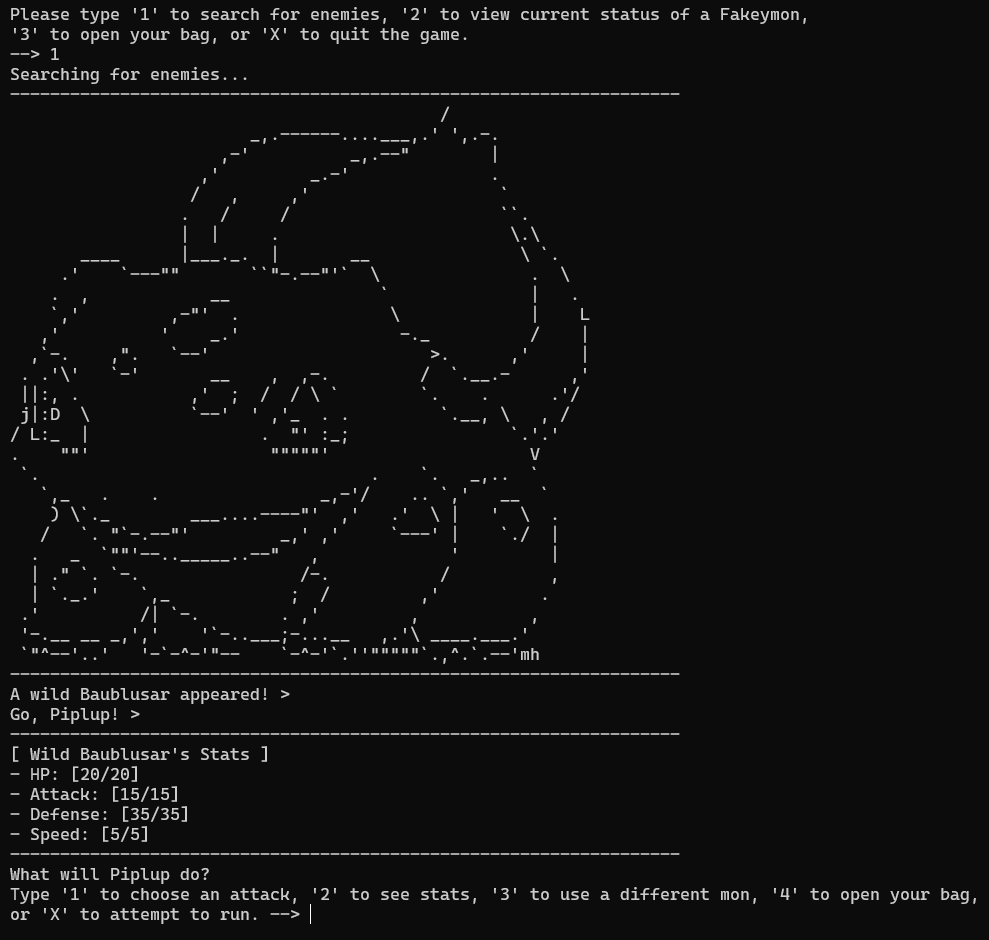 Please type '1' to search for enemies, '2' to view current status of a Fakeymon,
'3' to open your bag, or 'X' to quit the game.
--> 1
Searching for enemies...
mh
A wild Baublusar appeared! >
Go, Piplup! >
[ Wild Baublusar's Stats ]
- HP: [20/20]
- Attack: [15/15]
- Defense: [35/35]
- Speed: [5/5]
What will Piplup do?
Type '1' to choose an attack, '2' to see stats, '3' to use a different mon, '4' to open your bag,
or 'X' to attempt to run. -->